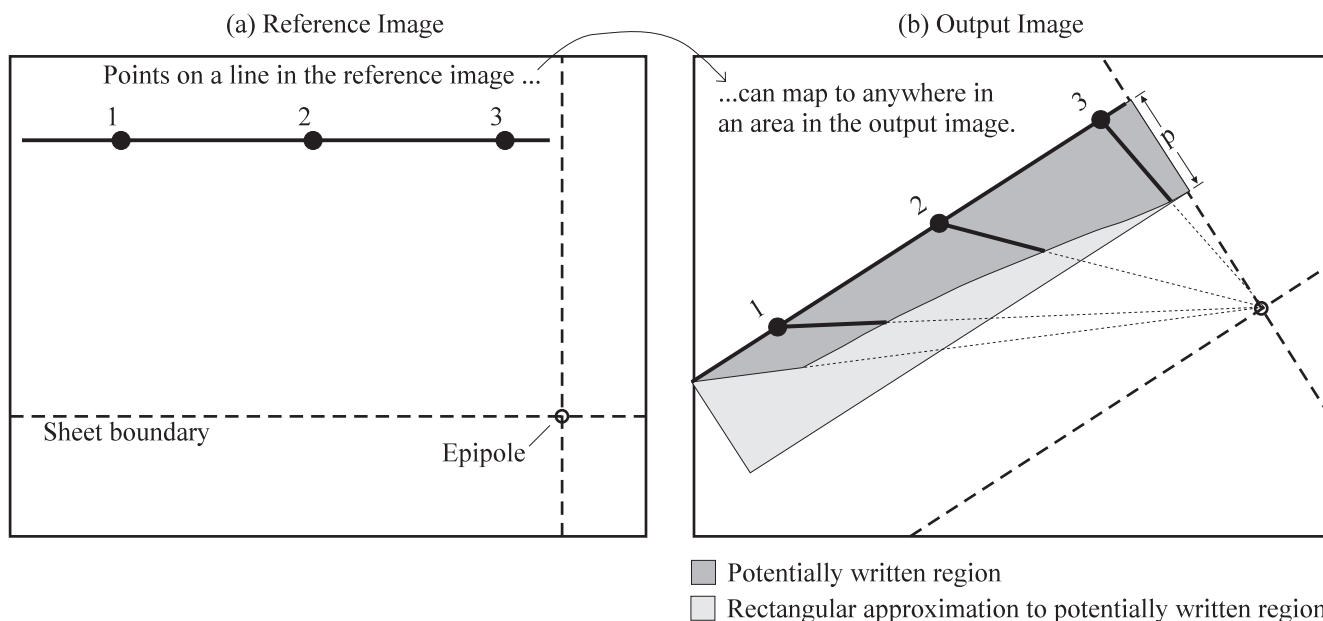 (a) Reference Image
Points on a line in the reference image ...
1
2
3
Sheet boundary
Epipole
(b) Output Image
...can map to anywhere in
an area in the output image.
3
p
2
1
Potentially written region
Rectangular approximation to potentially written region